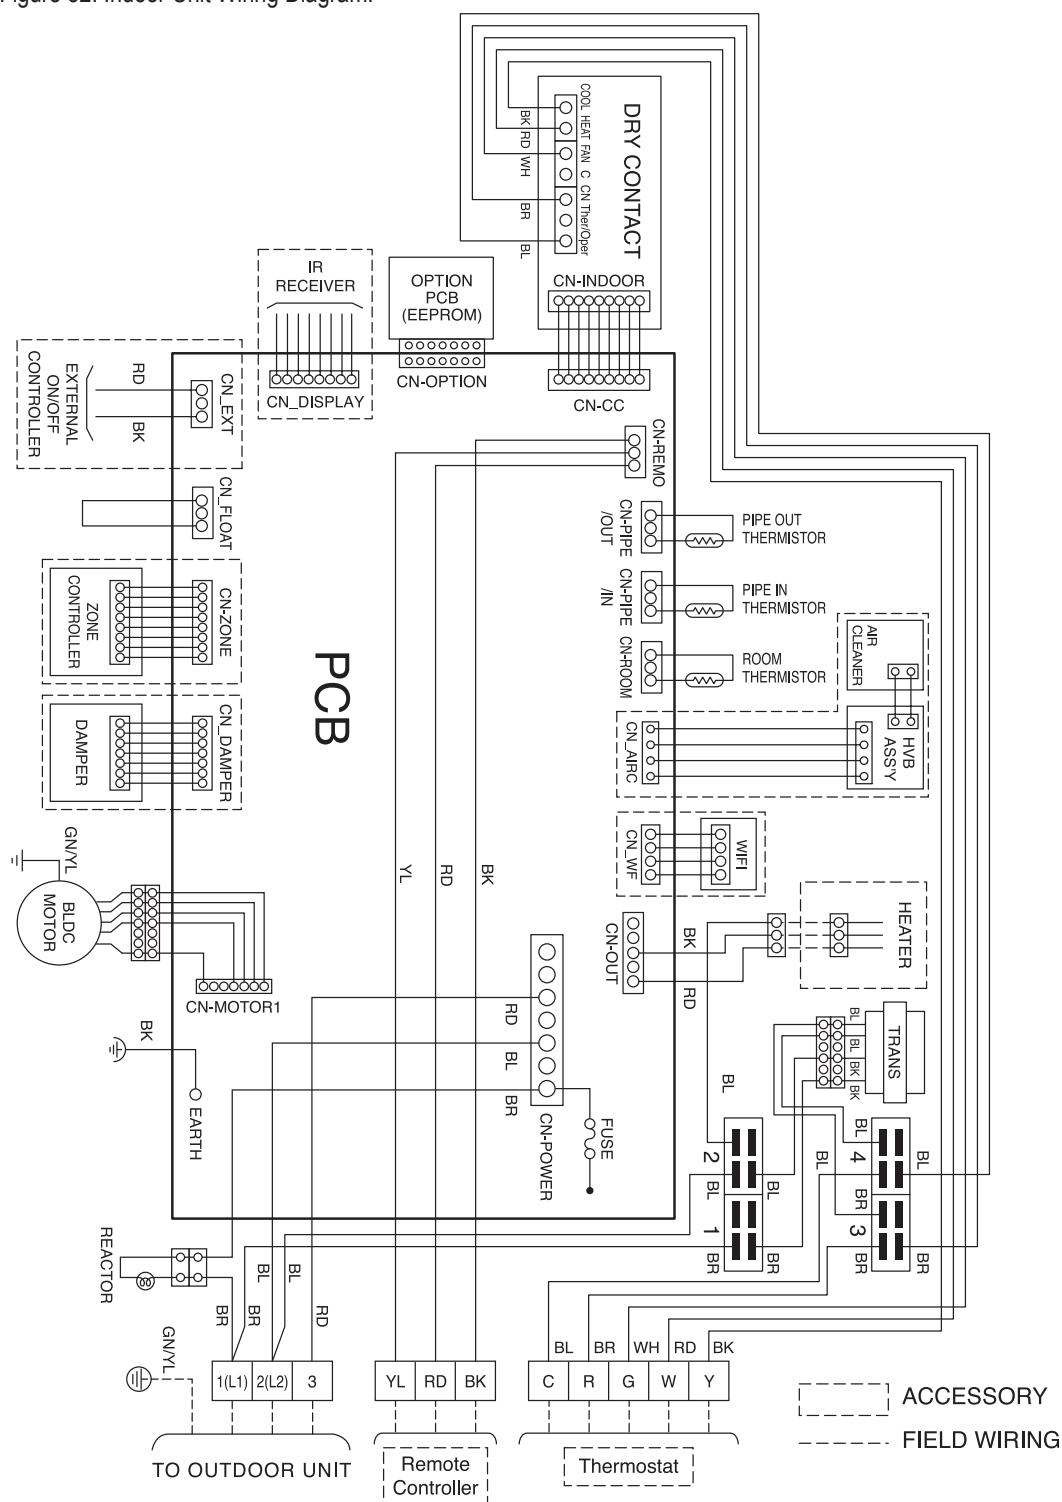 Figure 52: Indoor Unit Wiring Diagram.
DRY CONTACT
COOL HEAT FAN C CN Ther/Oper
BK
RD
WH
BR
BL
CN-INDOOR
CN-CC
IR
RECEIVER
CN_DISPLAY
OPTION
PCB
(EEPROM)
CN-OPTION
EXTERNAL
ON/OFF
CONTROLLER
RD
BK
CN_EXT
CN_FLOAT
ZONE
CONTROLLER
CN-ZONE
DAMPER
CN_DAMPER
PCB
CN-REMO
CN-PIPE
/OUT
PIPE OUT
THERMISTOR
CN-PIPE
/IN
PIPE IN
THERMISTOR
CN-ROOM
ROOM
THERMISTOR
AIR
CLEANER
HVB
ASS'Y
CN_AIRC
WIFI
CN_WF
CN-OUT
BK
RD
HEATER
TRANS
BL
BL
BK
BK
YL
RD
BK
GN/YL
BLDC
MOTOR
CN-MOTOR1
BK
EARTH
RD
BL
BR
CN-POWER
FUSE
BL
2
1
BL
BL
BR
BR
BL
4
BL
BL
BR
3
BR
BR
REACTOR
BR
BR
BL
BL
RD
GN/YL
1(L1)
2(L2)
3
TO OUTDOOR UNIT
YL
RD
BK
Remote
Controller
BL
BR
WH
RD
BK
C
R
G
W
Y
Thermostat
ACCESSORY
FIELD WIRING